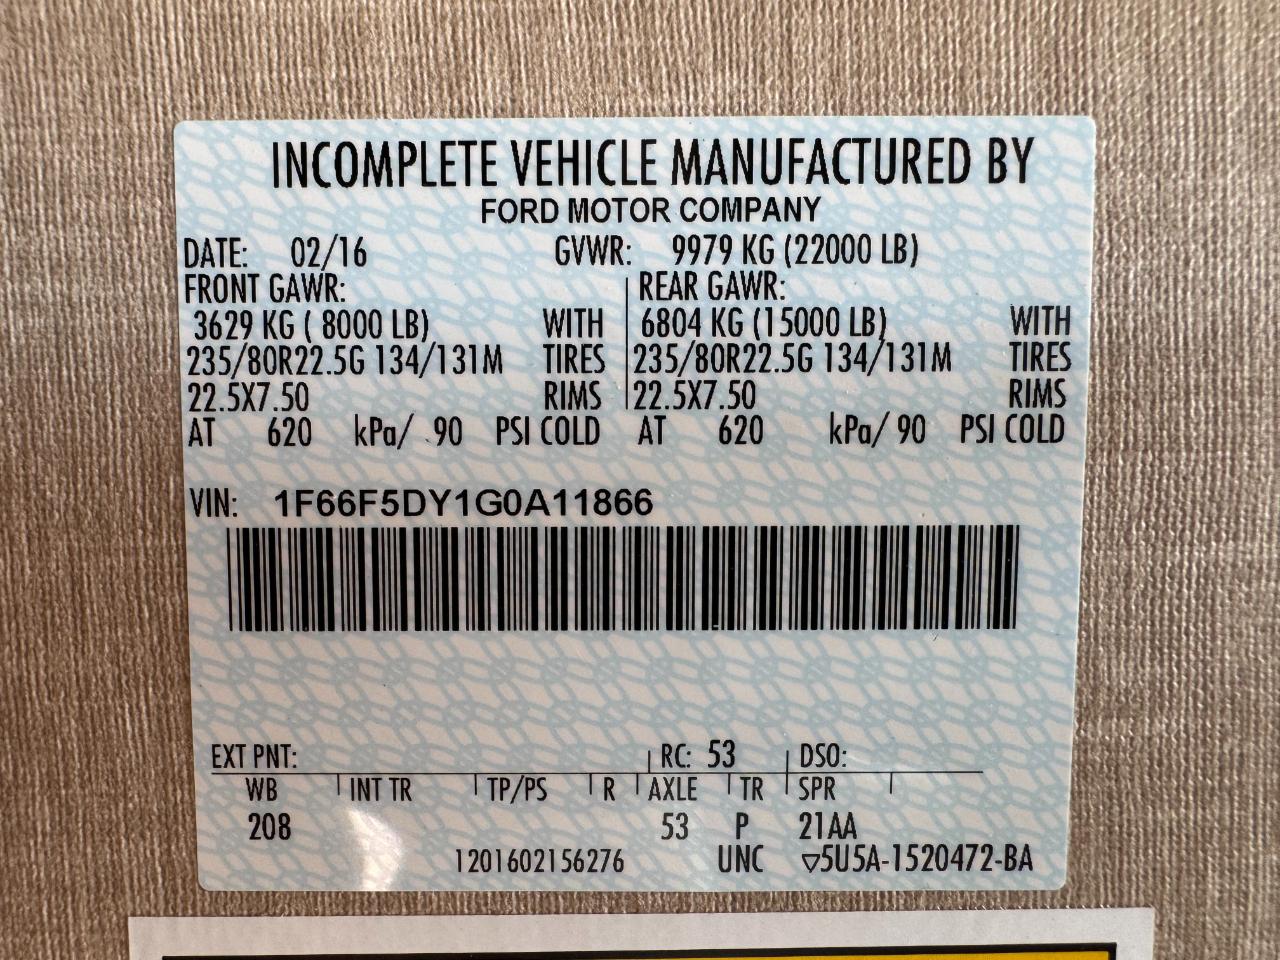 INCOMPLETE VEHICLE MANUFACTURED BY
FORD MOTOR COMPANY
DATE: 02/16 GVWR: 9979 KG (22000 LB)
FRONT GAWR: REAR GAWR:
3629 KG ( 8000 LB) WITH 6804 KG (15000 LB) WITH
235/80R22.5G 134/131M TIRES 235/80R22.5G 134/131M TIRES
22.5X7.50 RIMS 22.5X7.50 RIMS
AT 620 kPa/ 90 PSI COLD AT 620 kPa/ 90 PSI COLD
VIN: 1F66F5DY1G0A11866
EXT PNT: RC: 53 DSO:
WB INT TR TP/PS R AXLE TR SPR
208 53 P 21AA
1201602156276 UNC ▽5U5A-1520472-BA